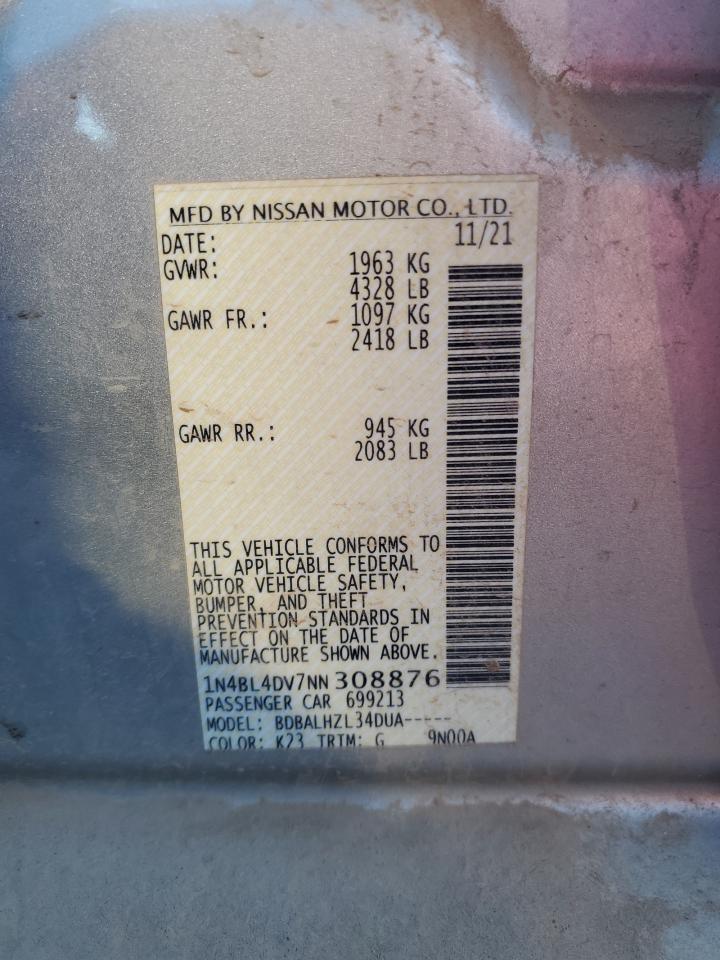 MFD BY NISSAN MOTOR CO., LTD.
DATE: 11/21
GVWR: 1963 KG
4328 LB
GAWR FR.: 1097 KG
2418 LB
GAWR RR.: 945 KG
2083 LB
THIS VEHICLE CONFORMS TO
ALL APPLICABLE FEDERAL
MOTOR VEHICLE SAFETY,
BUMPER, AND THEFT
PREVENTION STANDARDS IN
EFFECT ON THE DATE OF
MANUFACTURE SHOWN ABOVE.
1N4BL4DV7NN308876
PASSENGER CAR 699213
MODEL: BDBALHZL34DUA-----
COLOR: K23 TRIM: G 9N00A